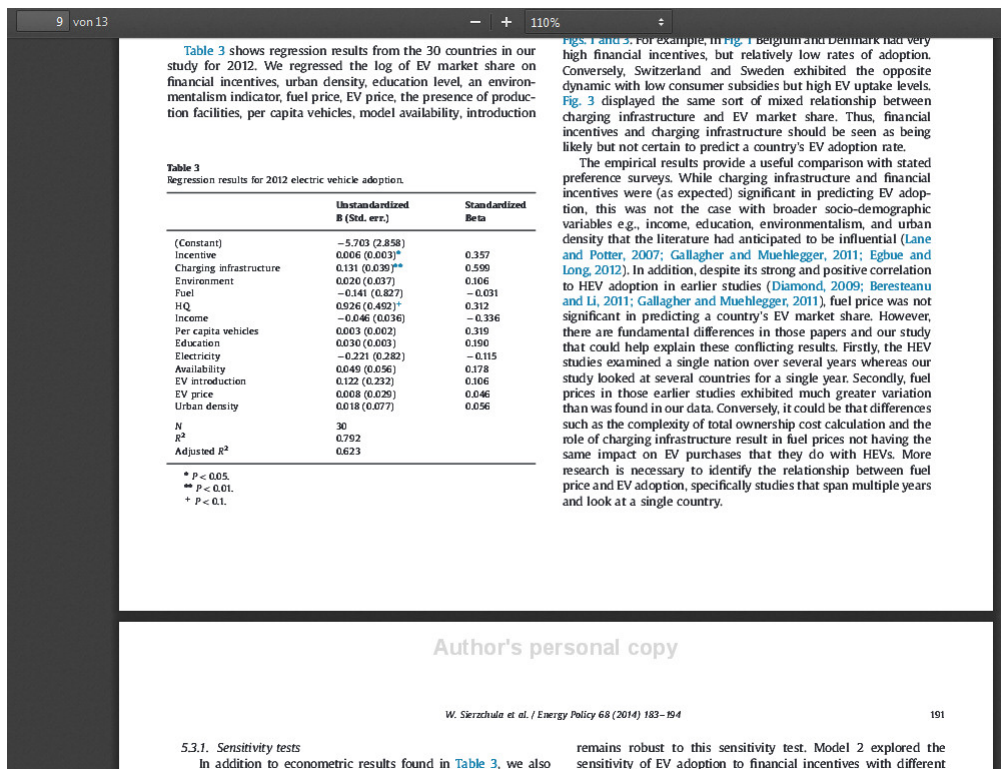 9 von 13
− + 110%
Table 3 shows regression results from the 30 countries in our
study for 2012. We regressed the log of EV market share on
financial incentives, urban density, education level, an environ-
mentalism indicator, fuel price, EV price, the presence of produc-
tion facilities, per capita vehicles, model availability, introduction
Table 3
Regression results for 2012 electric vehicle adoption.
Unstandardized Standardized
B (Std. err.) Beta
(Constant) −5.703 (2.858)
Incentive 0.006 (0.003)* 0.357
Charging infrastructure 0.131 (0.039)** 0.599
Environment 0.020 (0.037) 0.106
Fuel −0.141 (0.827) −0.031
HQ 0.926 (0.492)+ 0.312
Income −0.046 (0.036) −0.336
Per capita vehicles 0.003 (0.002) 0.319
Education 0.030 (0.003) 0.190
Electricity −0.221 (0.282) −0.115
Availability 0.049 (0.056) 0.178
EV introduction 0.122 (0.232) 0.106
EV price 0.008 (0.029) 0.046
Urban density 0.018 (0.077) 0.056
N 30
R² 0.792
Adjusted R² 0.623
* P < 0.05.
** P < 0.01.
+ P < 0.1.
Figs. 1 and 3. For example, in Fig. 1 Belgium and Denmark had very
high financial incentives, but relatively low rates of adoption.
Conversely, Switzerland and Sweden exhibited the opposite
dynamic with low consumer subsidies but high EV uptake levels.
Fig. 3 displayed the same sort of mixed relationship between
charging infrastructure and EV market share. Thus, financial
incentives and charging infrastructure should be seen as being
likely but not certain to predict a country's EV adoption rate.
The empirical results provide a useful comparison with stated
preference surveys. While charging infrastructure and financial
incentives were (as expected) significant in predicting EV adop-
tion, this was not the case with broader socio-demographic
variables e.g., income, education, environmentalism, and urban
density that the literature had anticipated to be influential (Lane
and Potter, 2007; Gallagher and Muehlegger, 2011; Egbue and
Long, 2012). In addition, despite its strong and positive correlation
to HEV adoption in earlier studies (Diamond, 2009; Beresteanu
and Li, 2011; Gallagher and Muehlegger, 2011), fuel price was not
significant in predicting a country's EV market share. However,
there are fundamental differences in those papers and our study
that could help explain these conflicting results. Firstly, the HEV
studies examined a single nation over several years whereas our
study looked at several countries for a single year. Secondly, fuel
prices in those earlier studies exhibited much greater variation
than was found in our data. Conversely, it could be that differences
such as the complexity of total ownership cost calculation and the
role of charging infrastructure result in fuel prices not having the
same impact on EV purchases that they do with HEVs. More
research is necessary to identify the relationship between fuel
price and EV adoption, specifically studies that span multiple years
and look at a single country.
Author's personal copy
W. Sierzchula et al. / Energy Policy 68 (2014) 183–194 191
5.3.1. Sensitivity tests
In addition to econometric results found in Table 3, we also
remains robust to this sensitivity test. Model 2 explored the
sensitivity of EV adoption to financial incentives with different